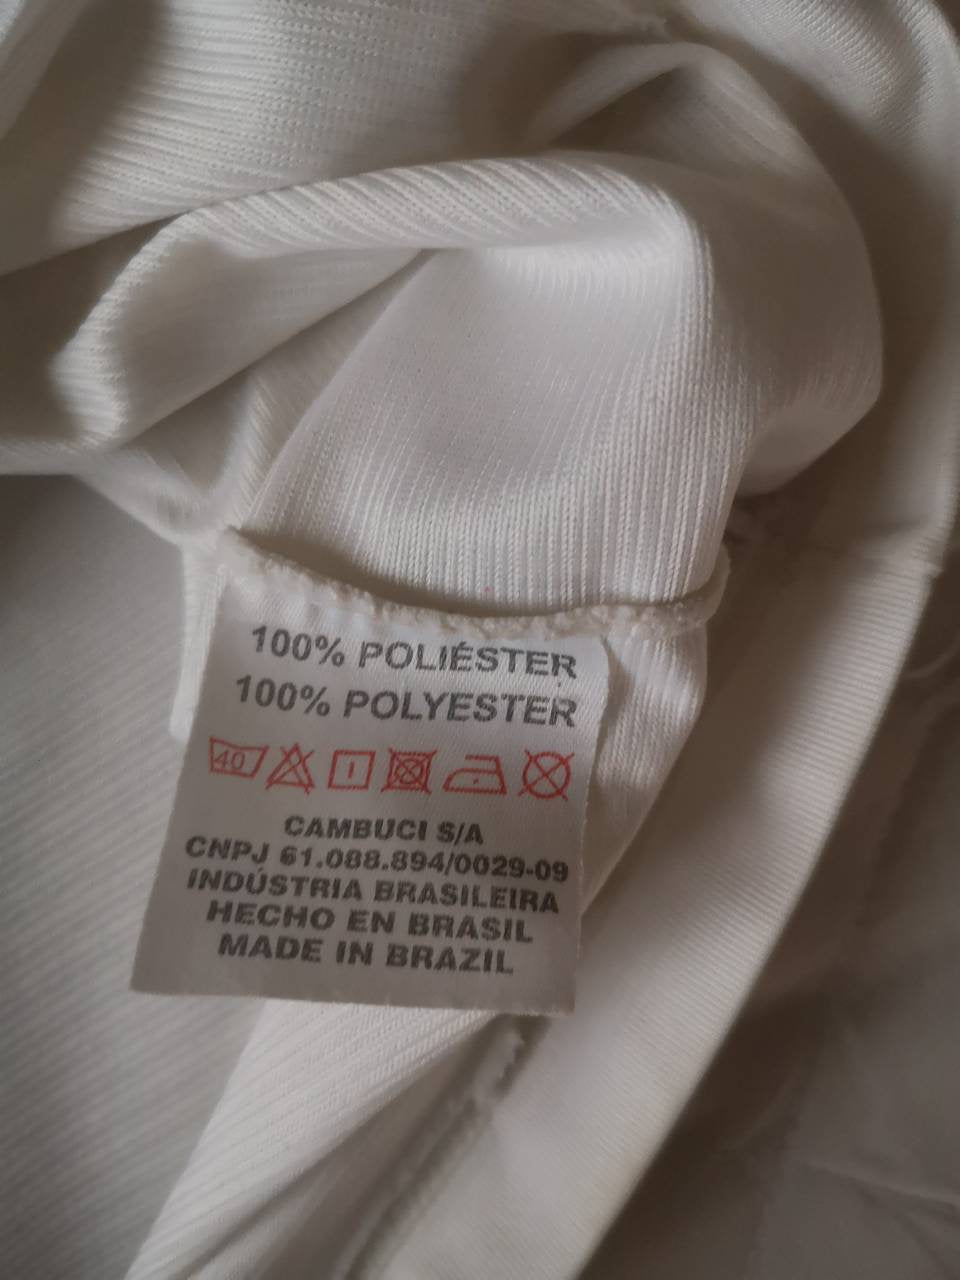 100% POLIÉSTER
100% POLYESTER
40
CAMBUCI S/A
CNPJ 61.088.894/0029-09
INDÚSTRIA BRASILEIRA
HECHO EN BRASIL
MADE IN BRAZIL